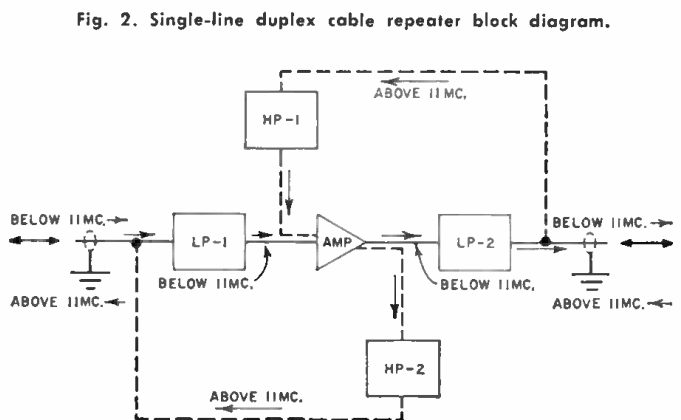 Fig. 2. Single-line duplex cable repeater block diagram.
ABOVE 11MC.
HP-1
BELOW 11MC.
LP-1
AMP
LP-2
BELOW 11MC.
BELOW 11MC.
BELOW 11MC.
ABOVE 11MC.
ABOVE 11MC.
HP-2
ABOVE 11MC.